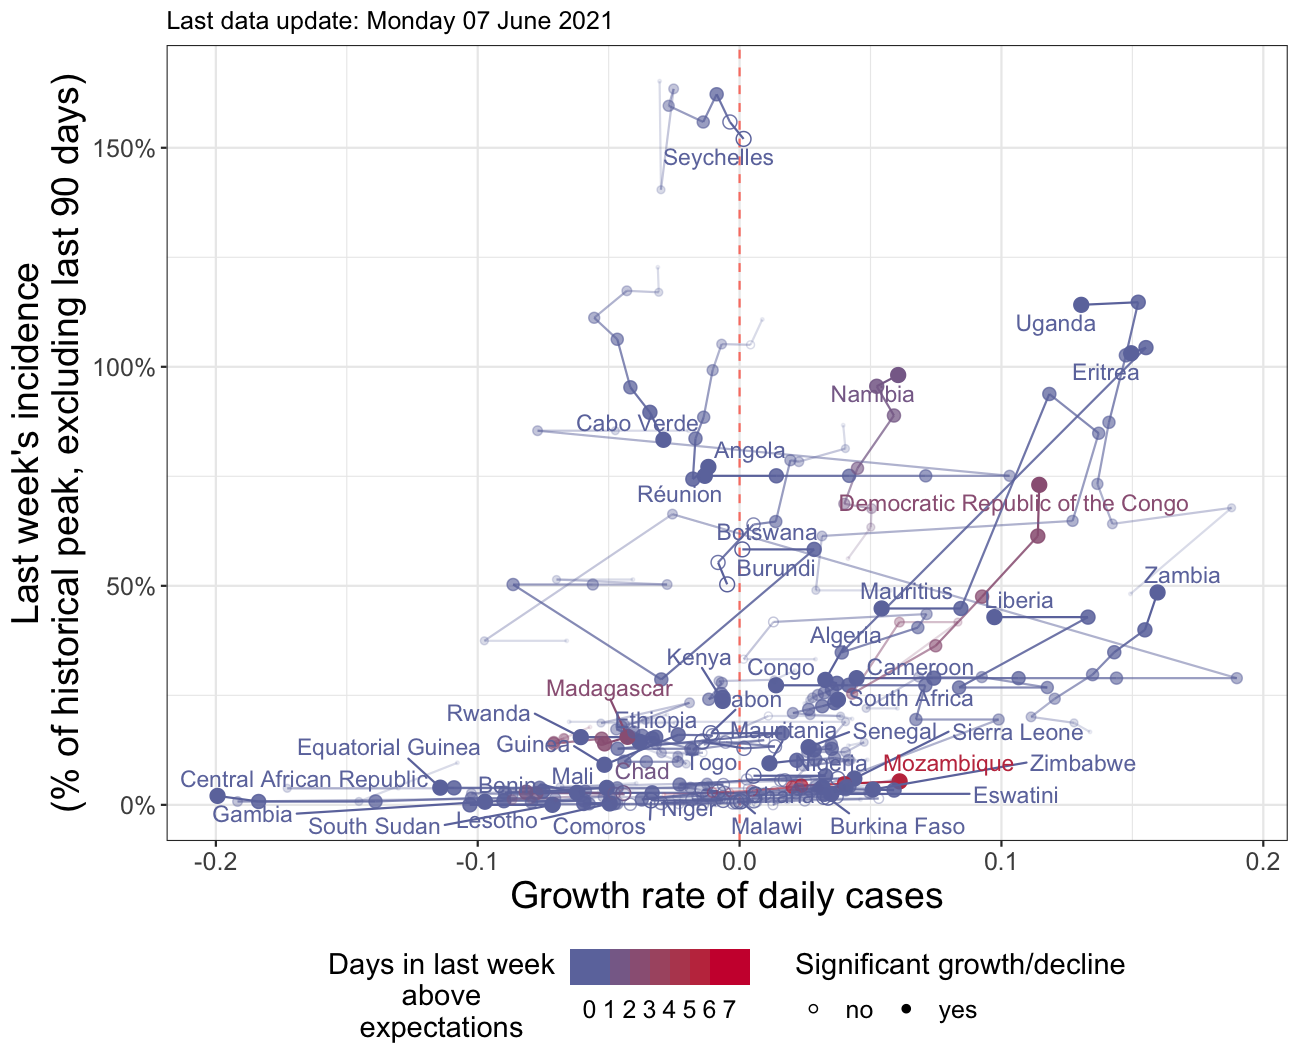 Last data update: Monday 07 June 2021
Last week's incidence
(% of historical peak, excluding last 90 days)
150%
100%
50%
0%
Seychelles
Uganda
Eritrea
Namibia
Cabo Verde
Angola
Réunion
Democratic Republic of the Congo
Botswana
Burundi
Zambia
Mauritius
Liberia
Algeria
Kenya
Congo
Cameroon
Madagascar
South Africa
Rwanda
Ethiopia
Mauritania
Senegal
Sierra Leone
Equatorial Guinea
Guinea
Togo
Nigeria
Mozambique
Zimbabwe
Central African Republic
Mali
Chad
Benin
Ghana
Eswatini
Gambia
South Sudan
Lesotho
Comoros
Niger
Malawi
Burkina Faso
-0.2
-0.1
0.0
0.1
0.2
Growth rate of daily cases
Days in last week
above
expectations
0 1 2 3 4 5 6 7
Significant growth/decline
no
yes